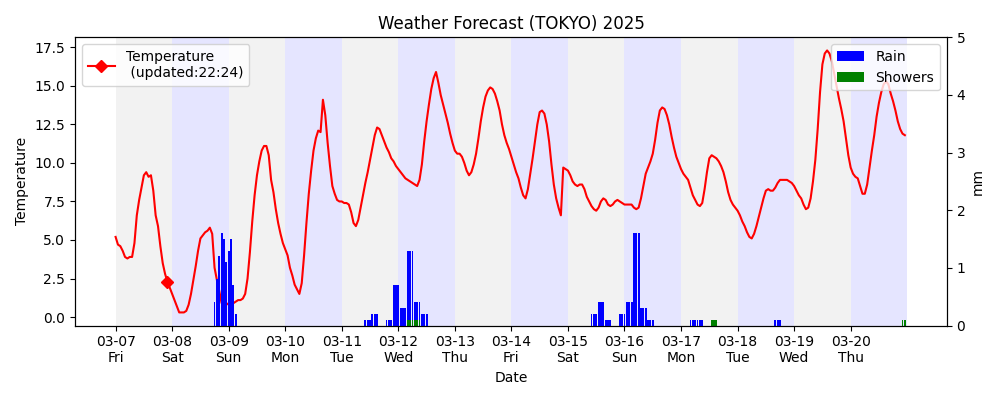 Weather Forecast (TOKYO) 2025
Temperature
(updated:22:24)
Rain
Showers
Temperature
17.5
15.0
12.5
10.0
7.5
5.0
2.5
0.0
5
4
3
2
1
0
mm
03-07 03-08 03-09 03-10 03-11 03-12 03-13 03-14 03-15 03-16 03-17 03-18 03-19 03-20
Fri Sat Sun Mon Tue Wed Thu Fri Sat Sun Mon Tue Wed Thu
Date